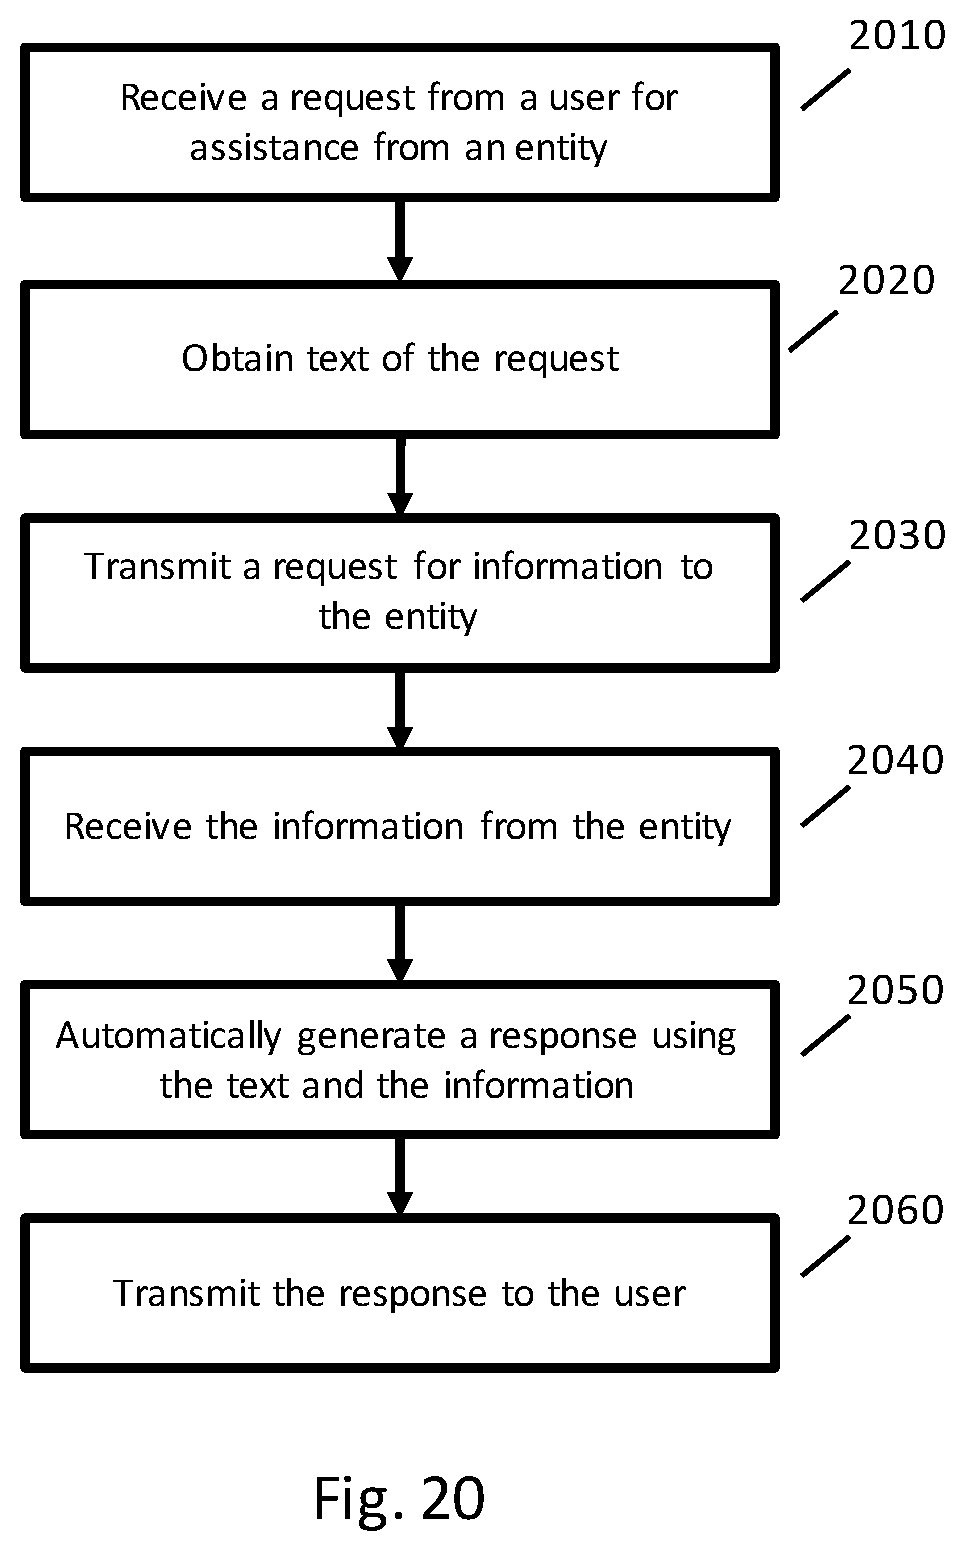 2010
Receive a request from a user for
assistance from an entity
2020
Obtain text of the request
2030
Transmit a request for information to
the entity
2040
Receive the information from the entity
2050
Automatically generate a response using
the text and the information
2060
Transmit the response to the user
Fig. 20